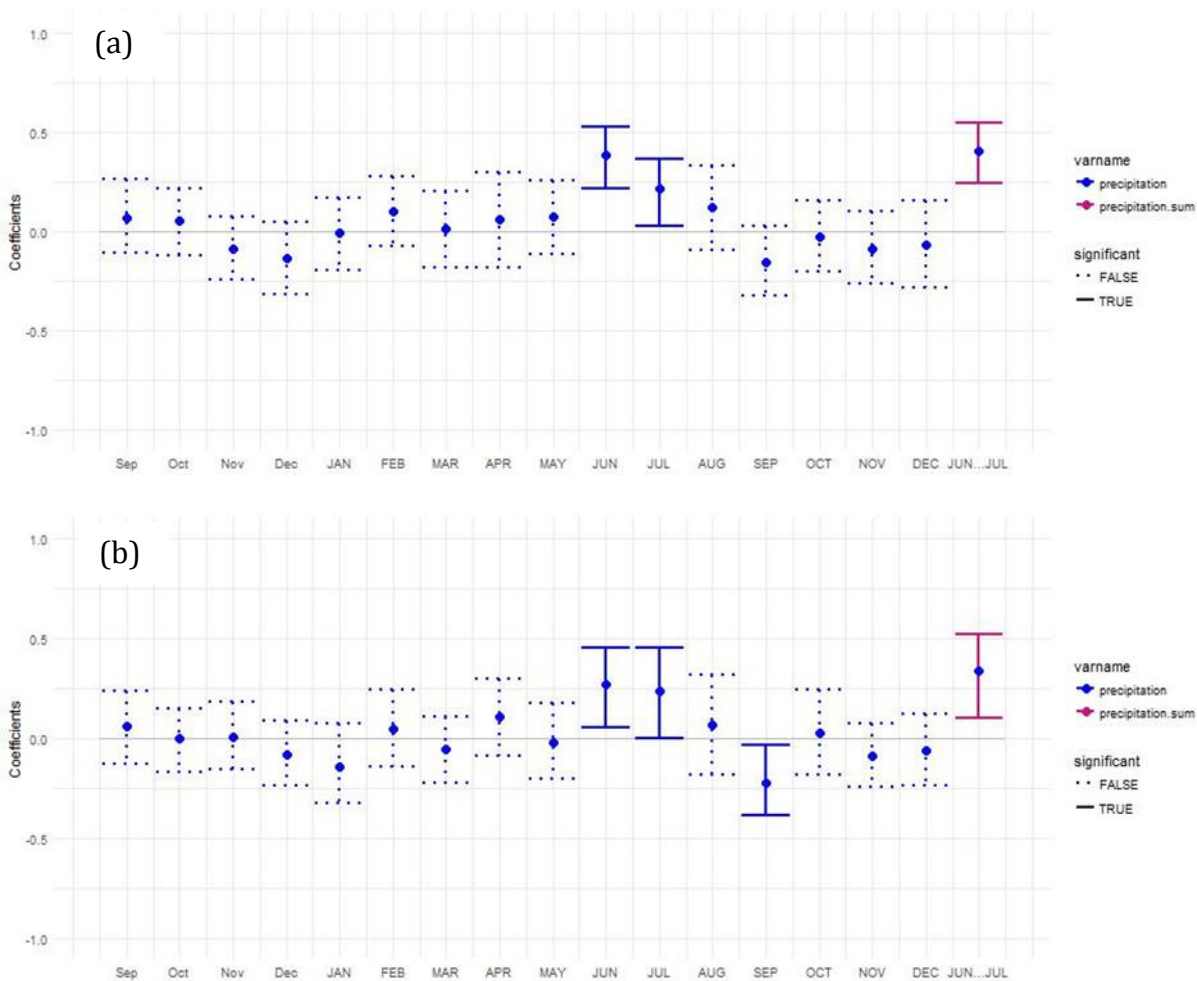 (a)
1.0
0.5
0.0
-0.5
-1.0
Coefficients
Sep Oct Nov Dec JAN FEB MAR APR MAY JUN JUL AUG SEP OCT NOV DEC JUN...JUL
varname
precipitation
precipitation.sum
significant
FALSE
TRUE
(b)
1.0
0.5
0.0
-0.5
-1.0
Coefficients
Sep Oct Nov Dec JAN FEB MAR APR MAY JUN JUL AUG SEP OCT NOV DEC JUN...JUL
varname
precipitation
precipitation.sum
significant
FALSE
TRUE